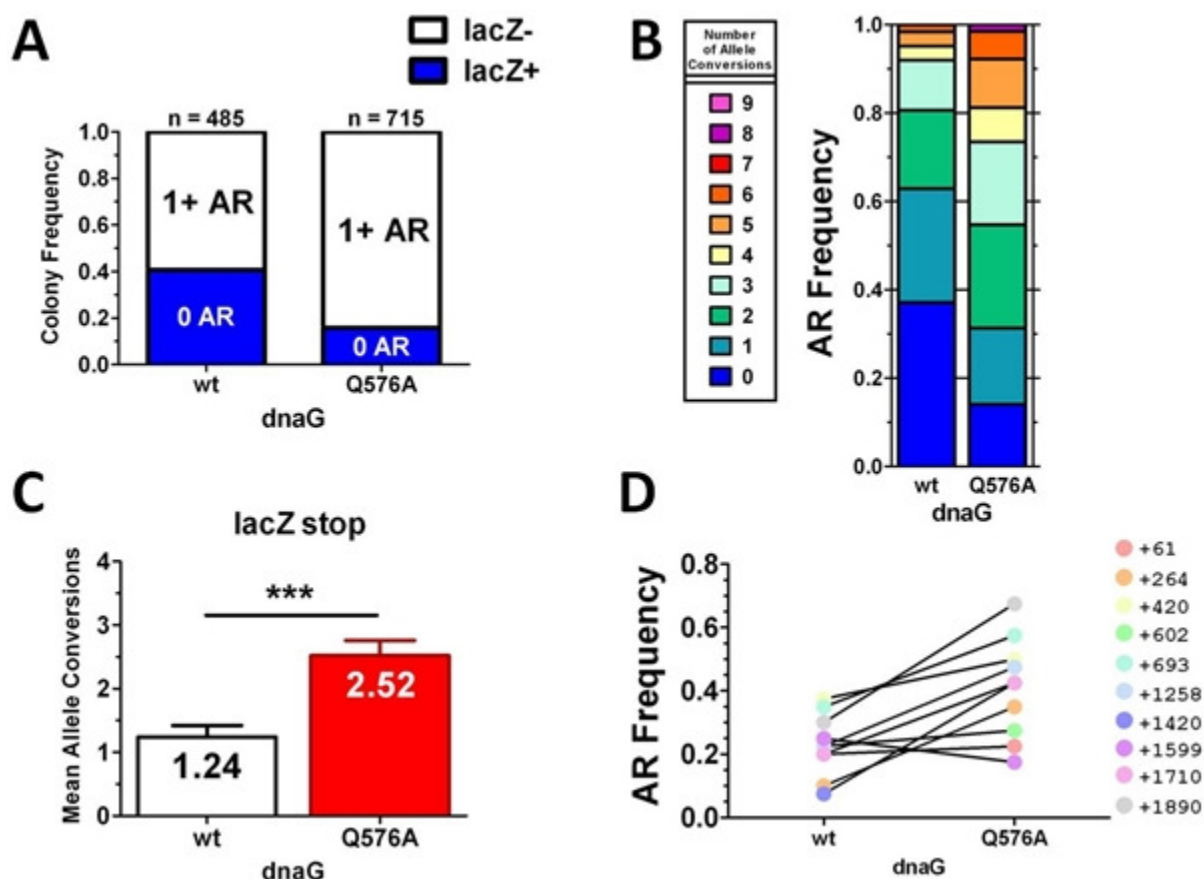 A
lacZ-
lacZ+
n = 485
n = 715
1.0
0.8
0.6
0.4
0.2
0.0
Colony Frequency
1+ AR
1+ AR
0 AR
0 AR
wt
Q576A
dnaG
B
Number
of Allele
Conversions
9
8
7
6
5
4
3
2
1
0
AR Frequency
1.0
0.8
0.6
0.4
0.2
0.0
wt
Q576A
dnaG
C
lacZ stop
Mean Allele Conversions
4
3
2
1
0
***
1.24
2.52
wt
Q576A
dnaG
D
AR Frequency
0.8
0.6
0.4
0.2
0.0
wt
Q576A
dnaG
+61
+264
+420
+602
+693
+1258
+1420
+1599
+1710
+1890